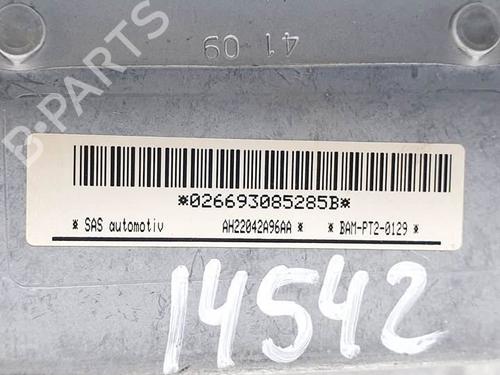 41 09
B-PARTS
*026693085285B*
* SAS automotiv AH22042A96AA * * BAM-PT2-0129 *
14542